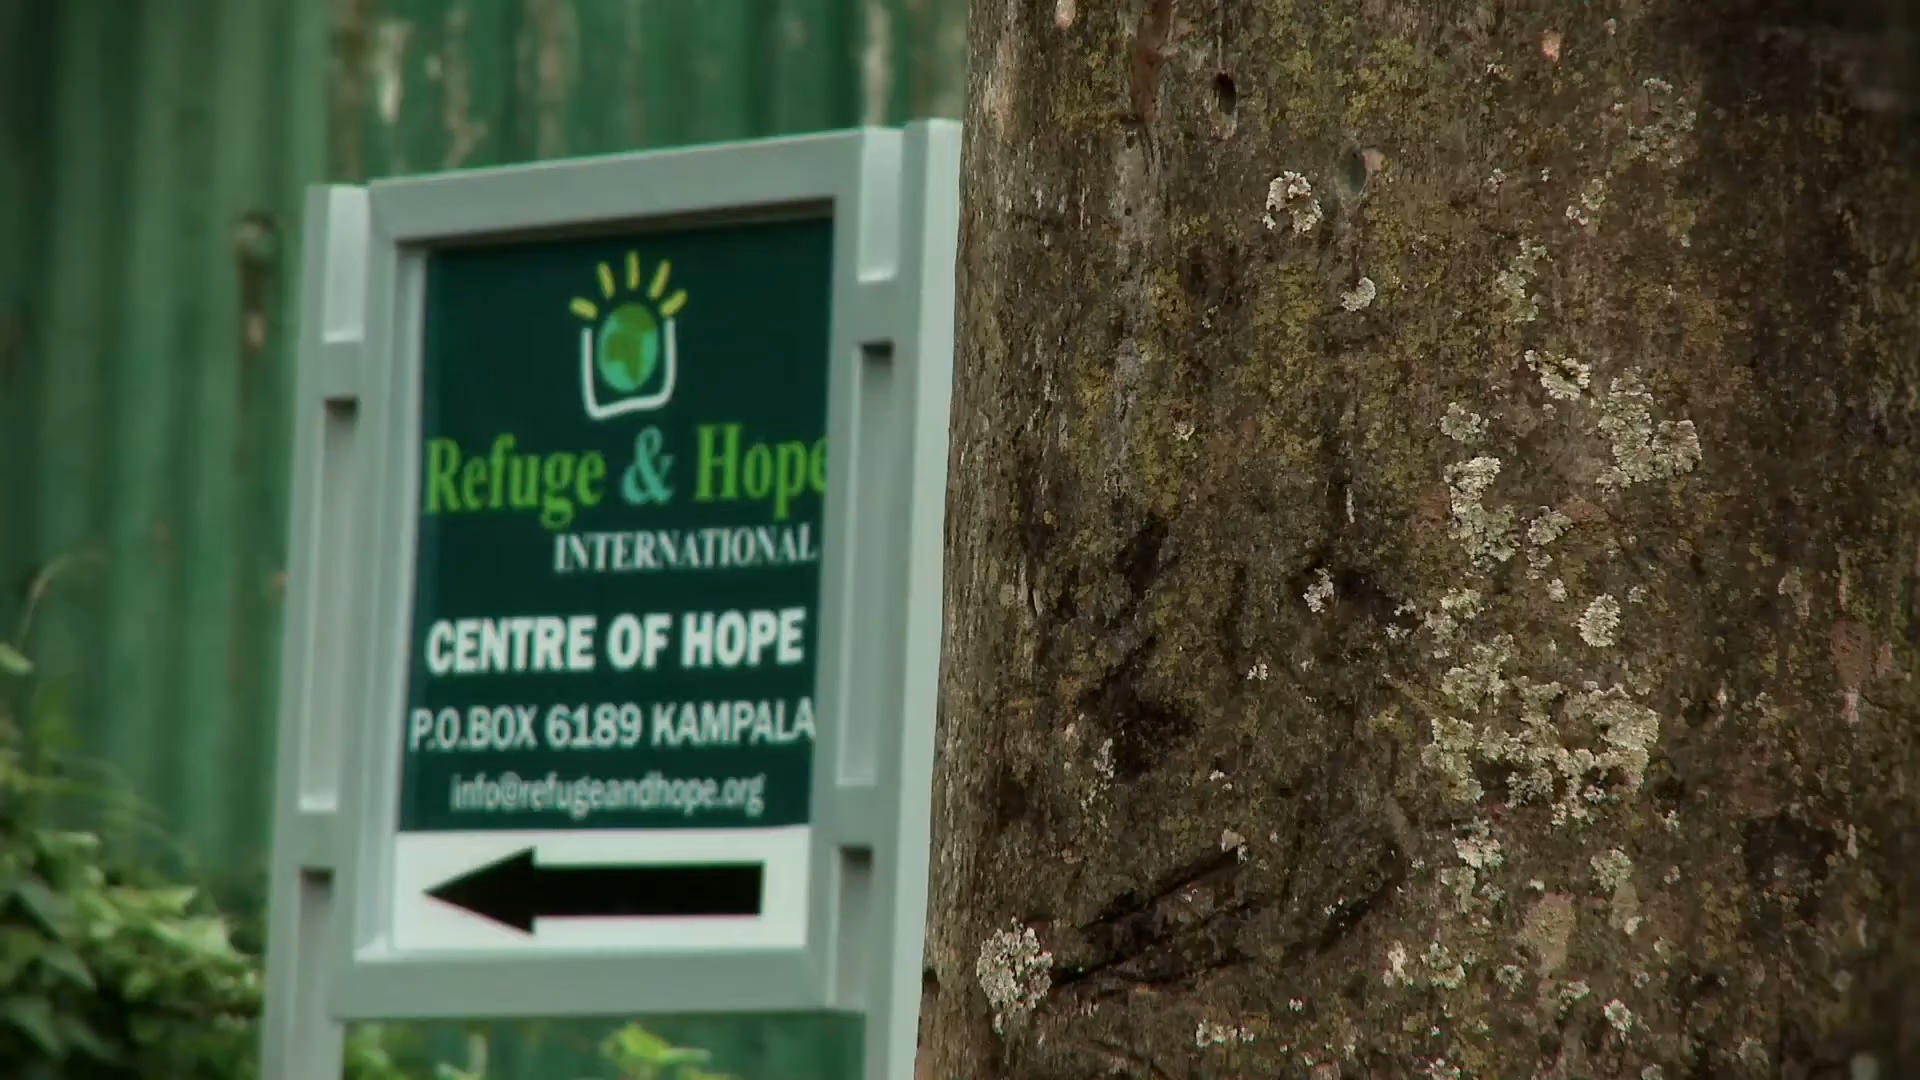 Refuge & Hope
INTERNATIONAL
CENTRE OF HOPE
P.O.BOX 6189 KAMPALA
info@refugeandhope.org